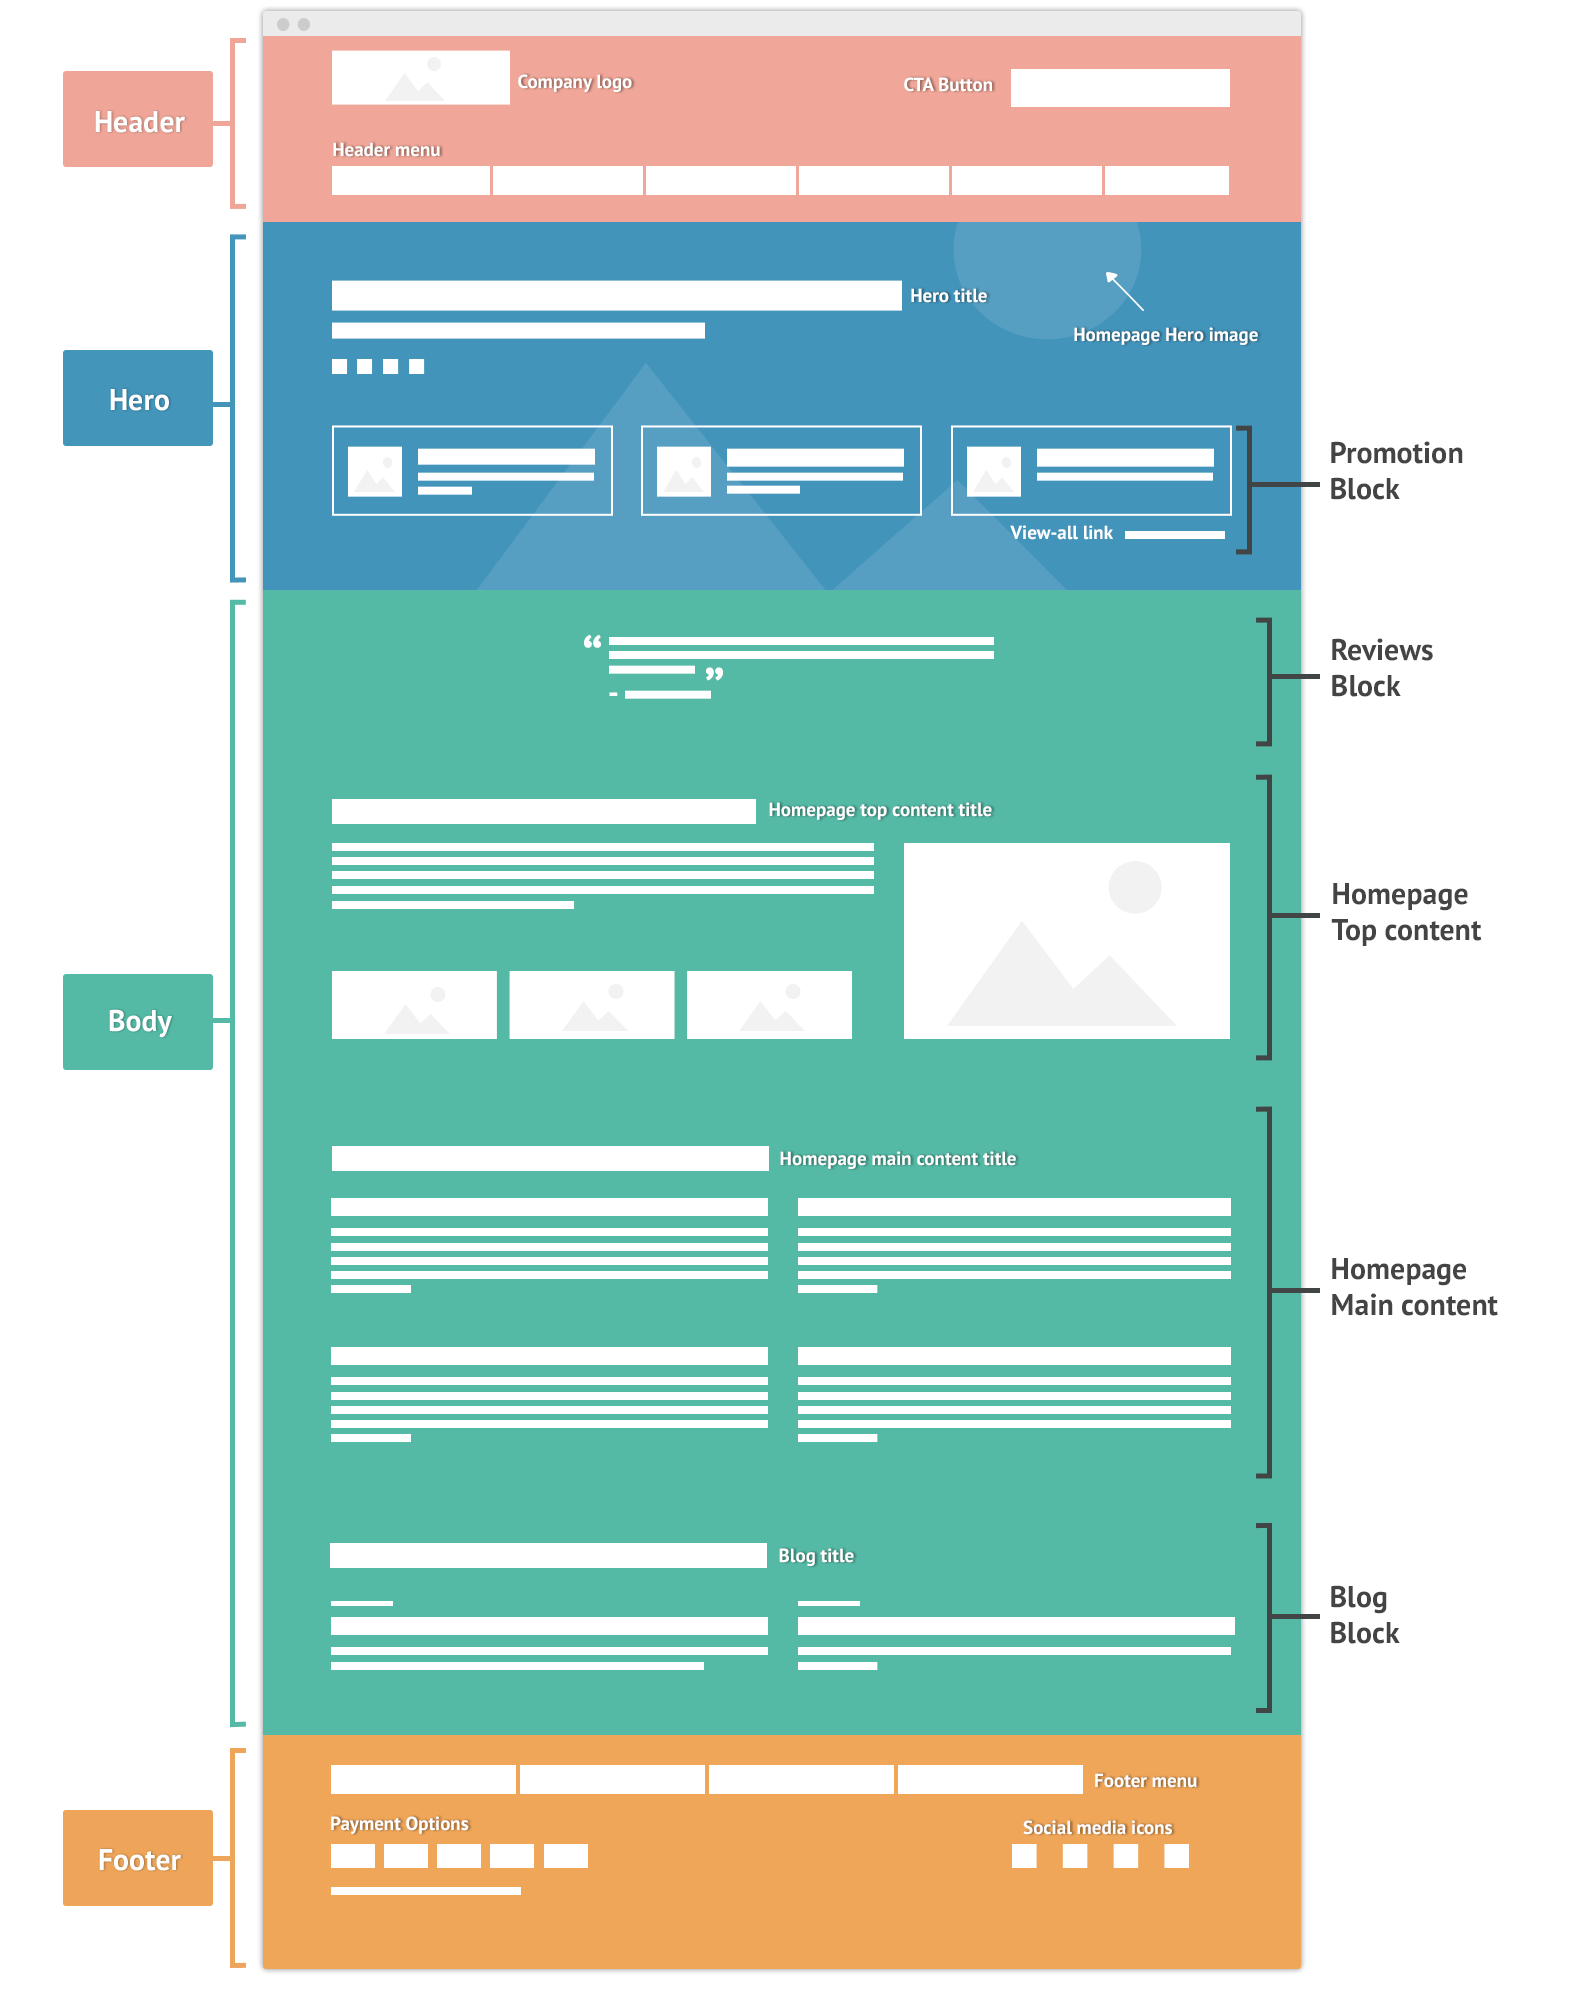 Header
Company logo
CTA Button
Header menu
Hero
Hero title
Homepage Hero image
Promotion
Block
View-all link
Reviews
Block
“
”
-
Body
Homepage top content title
Homepage
Top content
Homepage main content title
Homepage
Main content
Blog title
Blog
Block
Footer
Footer menu
Payment Options
Social media icons